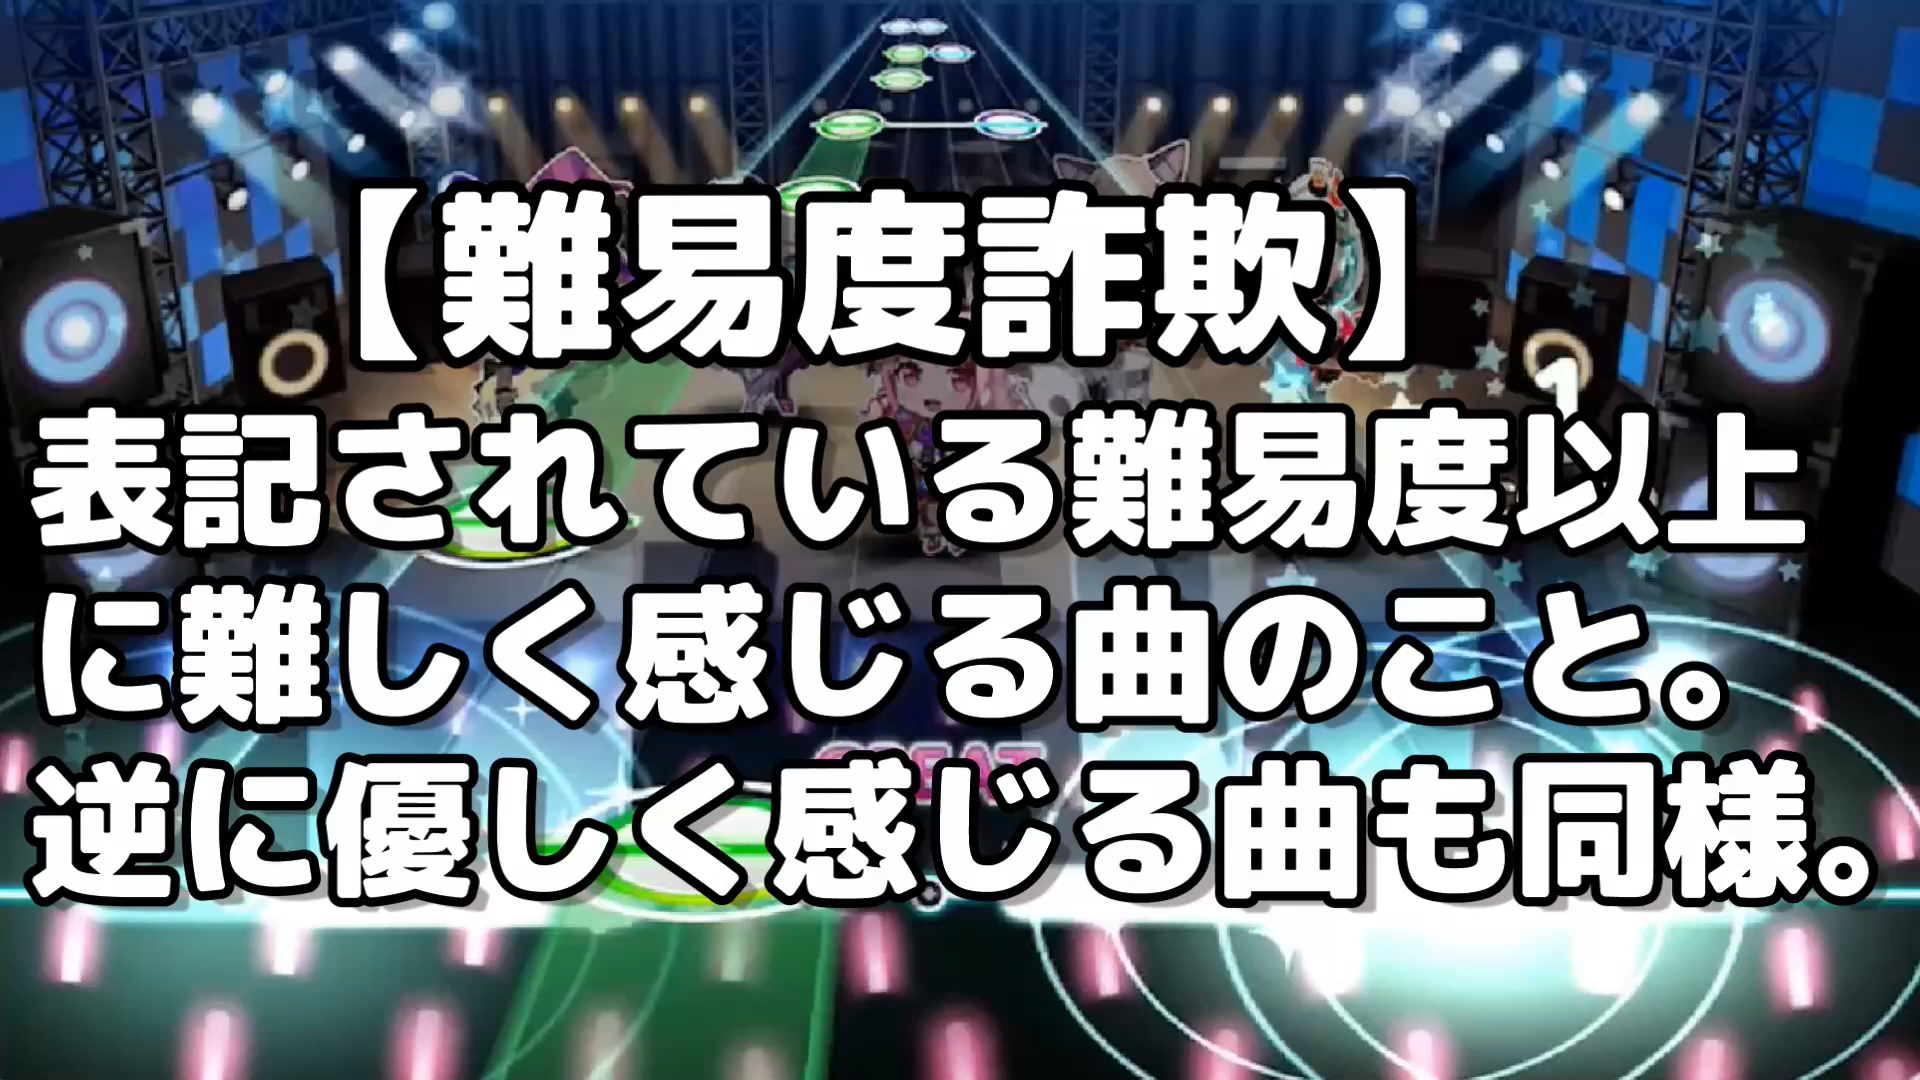 【難易度詐欺】
1
表記されている難易度以上
に難しく感じる曲のこと。
GREAT
逆に優しく感じる曲も同様。